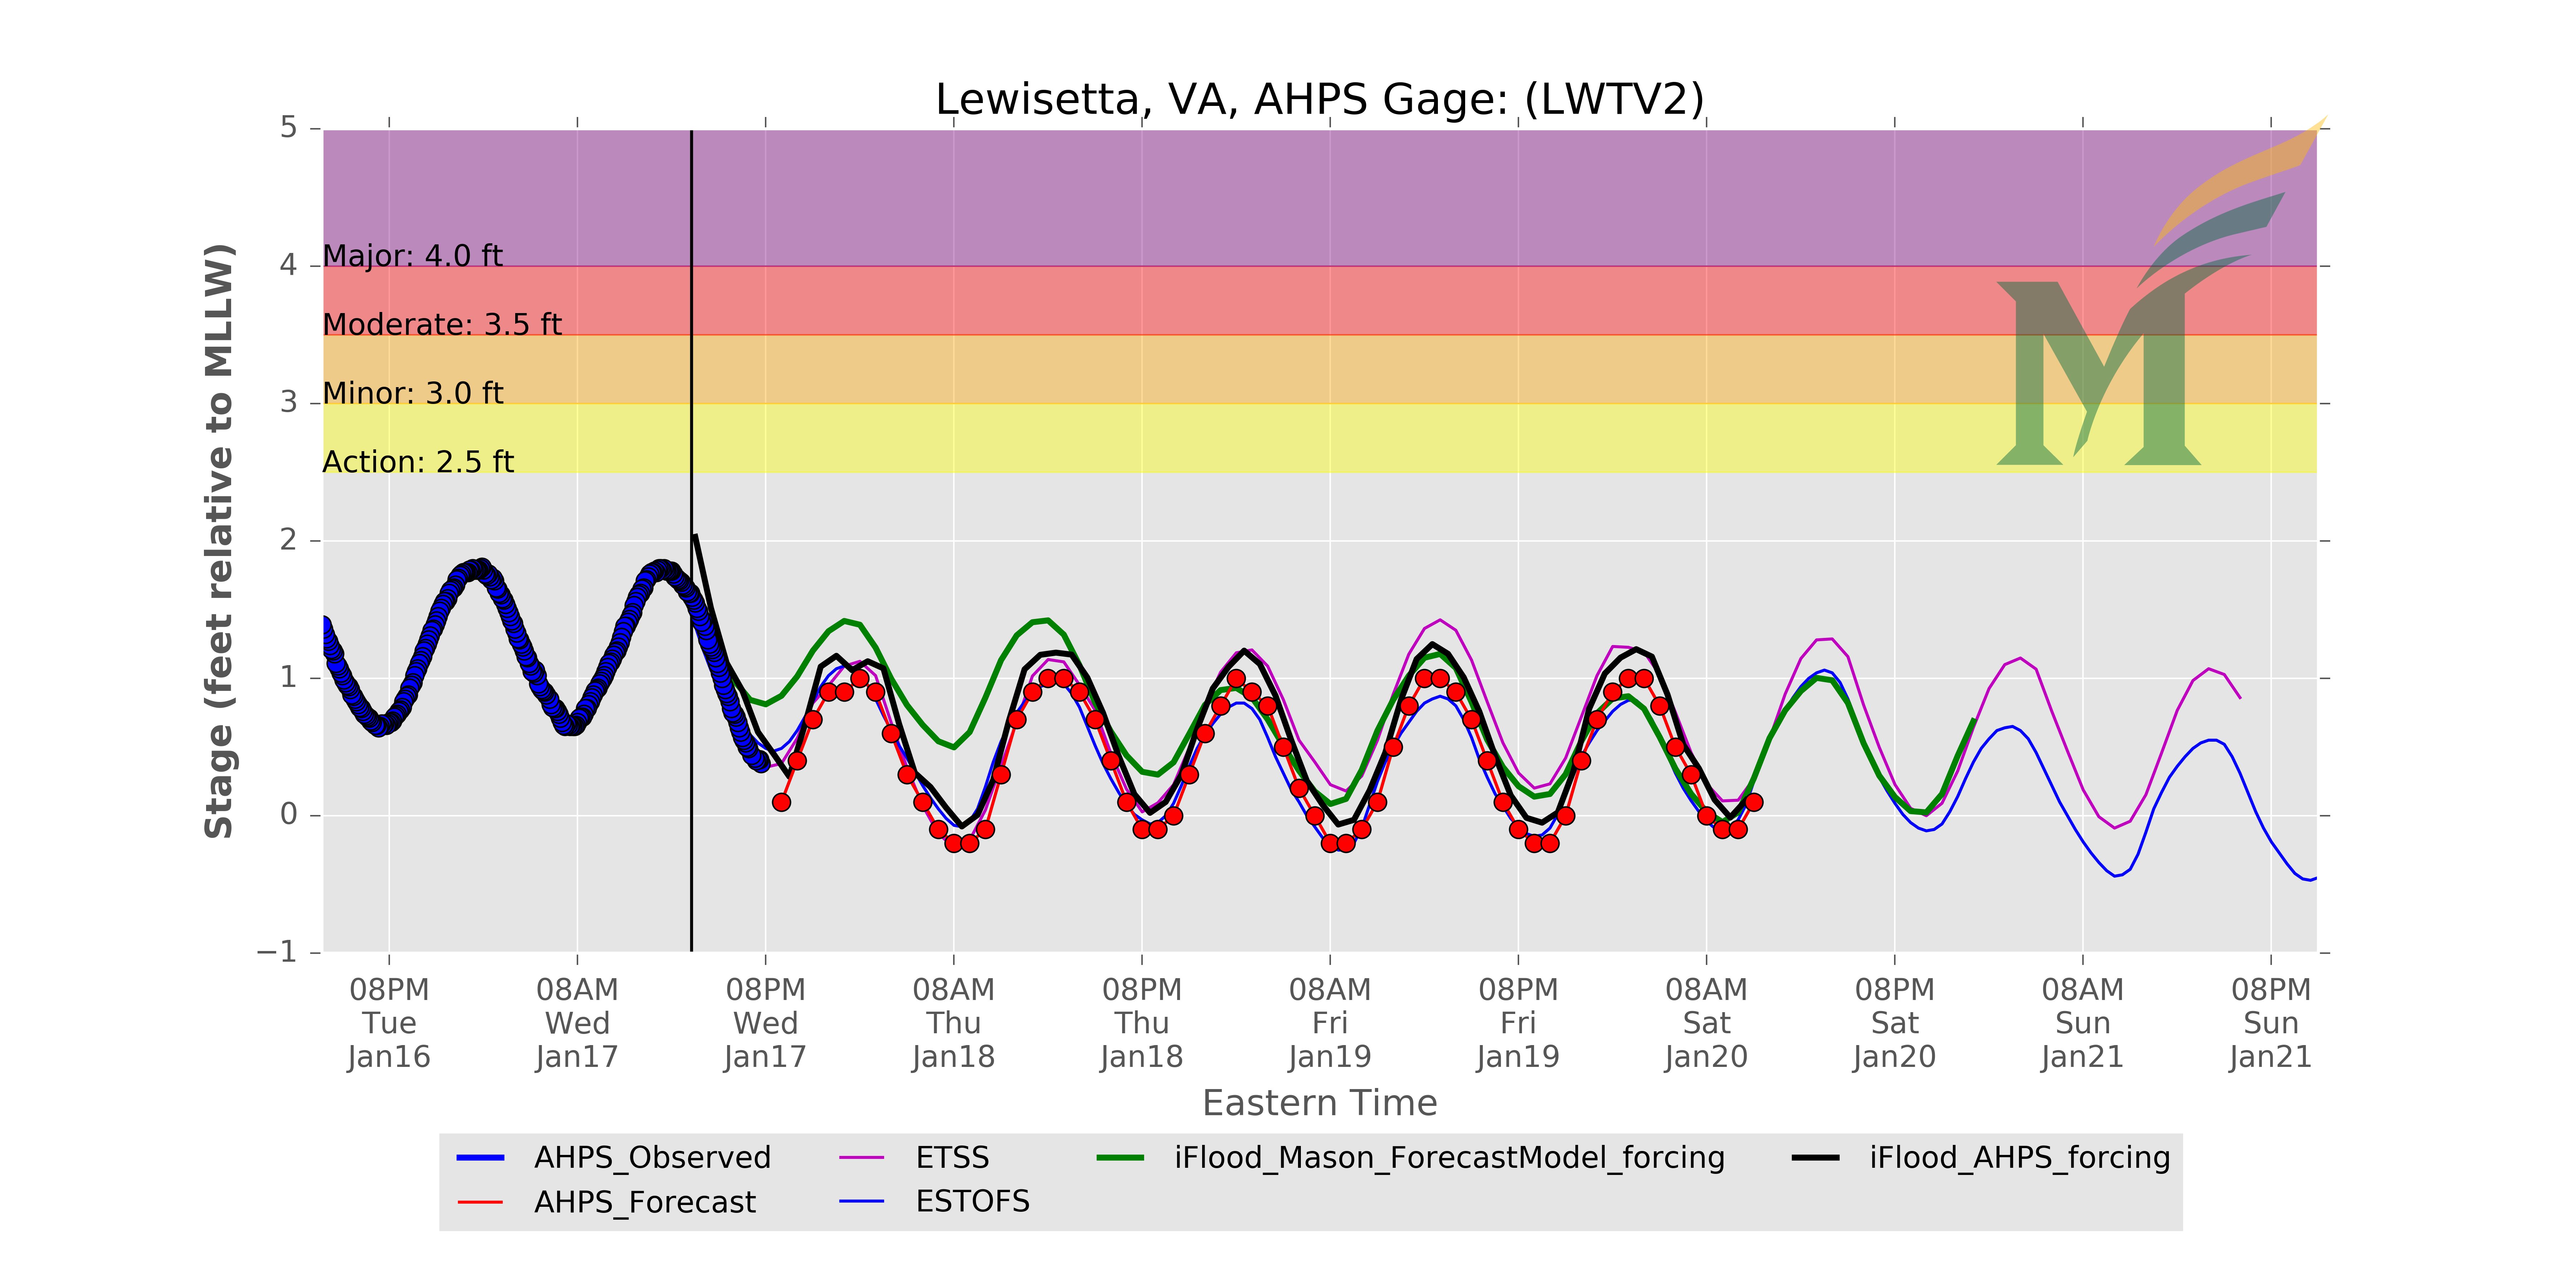 Lewisetta, VA, AHPS Gage: (LWTV2)
Stage (feet relative to MLLW)
5
4
3
2
1
0
−1
Major: 4.0 ft
Moderate: 3.5 ft
Minor: 3.0 ft
Action: 2.5 ft
08PM 08AM 08PM 08AM 08PM 08AM 08PM 08AM 08PM 08AM 08PM
Tue Wed Wed Thu Thu Fri Fri Sat Sat Sun Sun
Jan16 Jan17 Jan17 Jan18 Jan18 Jan19 Jan19 Jan20 Jan20 Jan21 Jan21
Eastern Time
AHPS_Observed ETSS iFlood_Mason_ForecastModel_forcing iFlood_AHPS_forcing
AHPS_Forecast ESTOFS